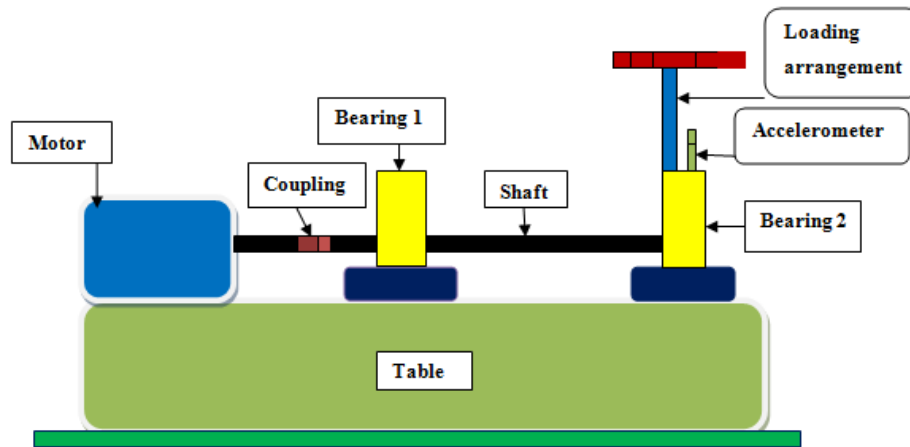 Loading
arrangement
Bearing 1
Accelerometer
Motor
Coupling
Shaft
Bearing 2
Table